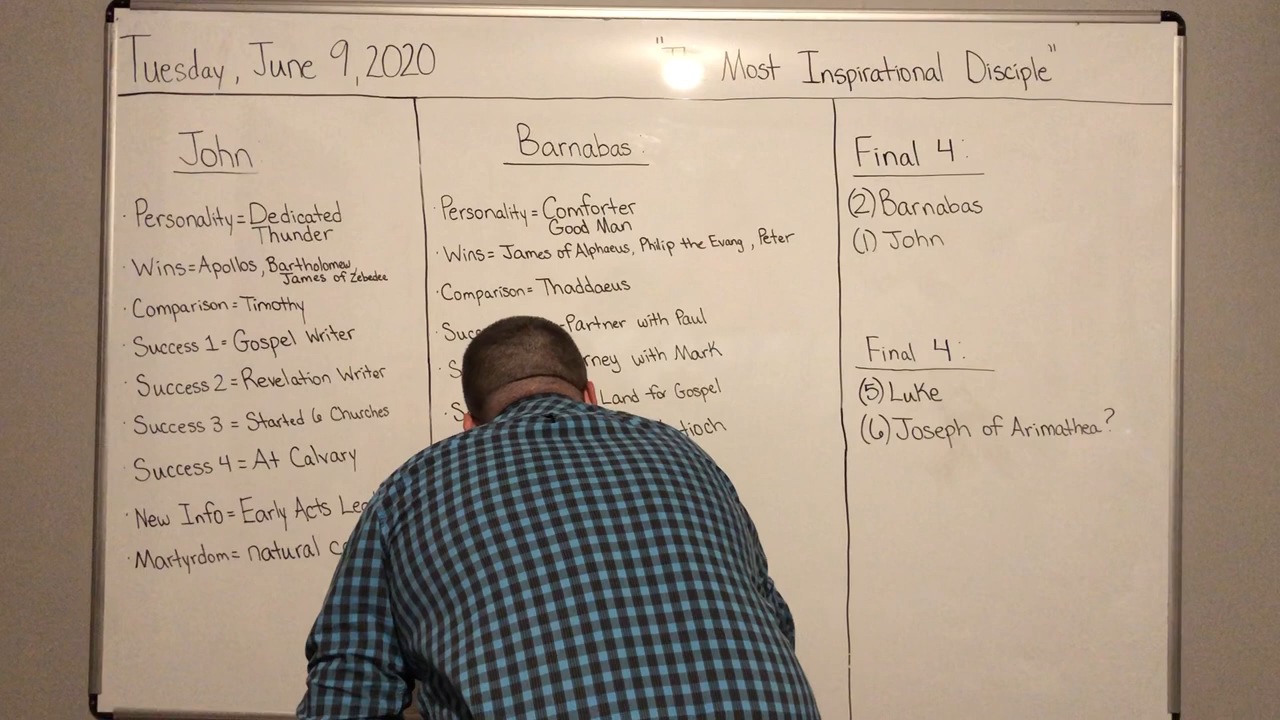 Tuesday, June 9, 2020
" Most Inspirational Disciple"
John
· Personality = Dedicated
Thunder
· Wins = Apollos, Bartholomew
James of Zebedee
· Comparison = Timothy
· Success 1 = Gospel Writer
· Success 2 = Revelation Writer
· Success 3 = Started 6 Churches
· Success 4 = At Calvary
· New Info = Early Acts
· Martyrdom = natural
Barnabas:
· Personality = Comforter
Good Man
· Wins = James of Alphaeus, Philip the Evang, Peter
· Comparison = Thaddaeus
· Partner with Paul
· with Mark
· Land for Gospel
Final 4:
(2) Barnabas
(1) John
Final 4:
(5) Luke
(6) Joseph of Arimathea?